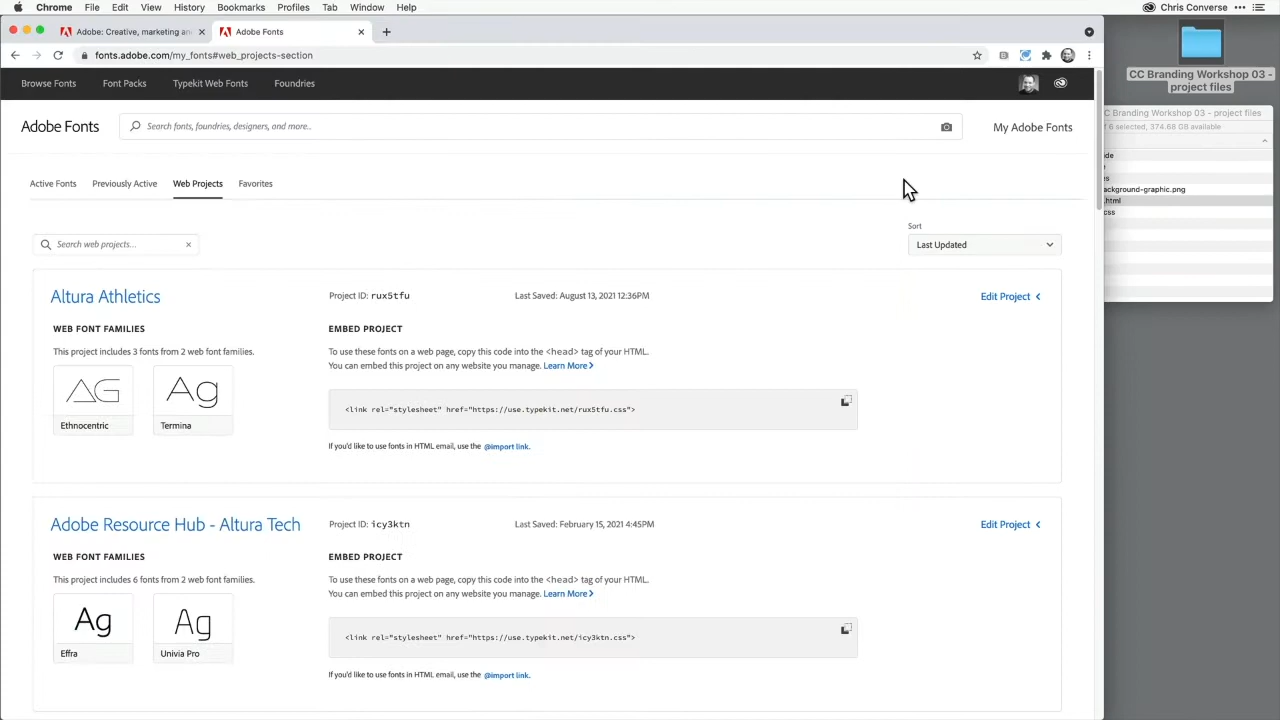 Chrome File Edit View History Bookmarks Profiles Tab Window Help Chris Converse
Adobe: Creative, marketing an
Adobe Fonts
fonts.adobe.com/my_fonts#web_projects-section
CC Branding Workshop 03 -
project files
Browse Fonts Font Packs Typekit Web Fonts Foundries
CC Branding Workshop 03 - project files
of 6 selected, 374.68 GB available
Adobe Fonts
Search fonts, foundries, designers, and more..
My Adobe Fonts
ackground-graphic.png
.html
css
Active Fonts Previously Active Web Projects Favorites
Sort
Search web projects...
Last Updated
Altura Athletics
Project ID: rux5tfu
Last Saved: August 13, 2021 12:36PM
Edit Project
WEB FONT FAMILIES
This project includes 3 fonts from 2 web font families.
AG
Ethnocentric
Ag
Termina
EMBED PROJECT
To use these fonts on a web page, copy this code into the <head> tag of your HTML.
You can embed this project on any website you manage. Learn More
<link rel="stylesheet" href="https://use.typekit.net/rux5tfu.css">
If you'd like to use fonts in HTML email, use the @import link.
Adobe Resource Hub - Altura Tech
Project ID: icy3ktn
Last Saved: February 15, 2021 4:45PM
Edit Project
WEB FONT FAMILIES
This project includes 6 fonts from 2 web font families.
Ag
Effra
Ag
Univia Pro
EMBED PROJECT
To use these fonts on a web page, copy this code into the <head> tag of your HTML.
You can embed this project on any website you manage. Learn More
<link rel="stylesheet" href="https://use.typekit.net/icy3ktn.css">
If you'd like to use fonts in HTML email, use the @import link.